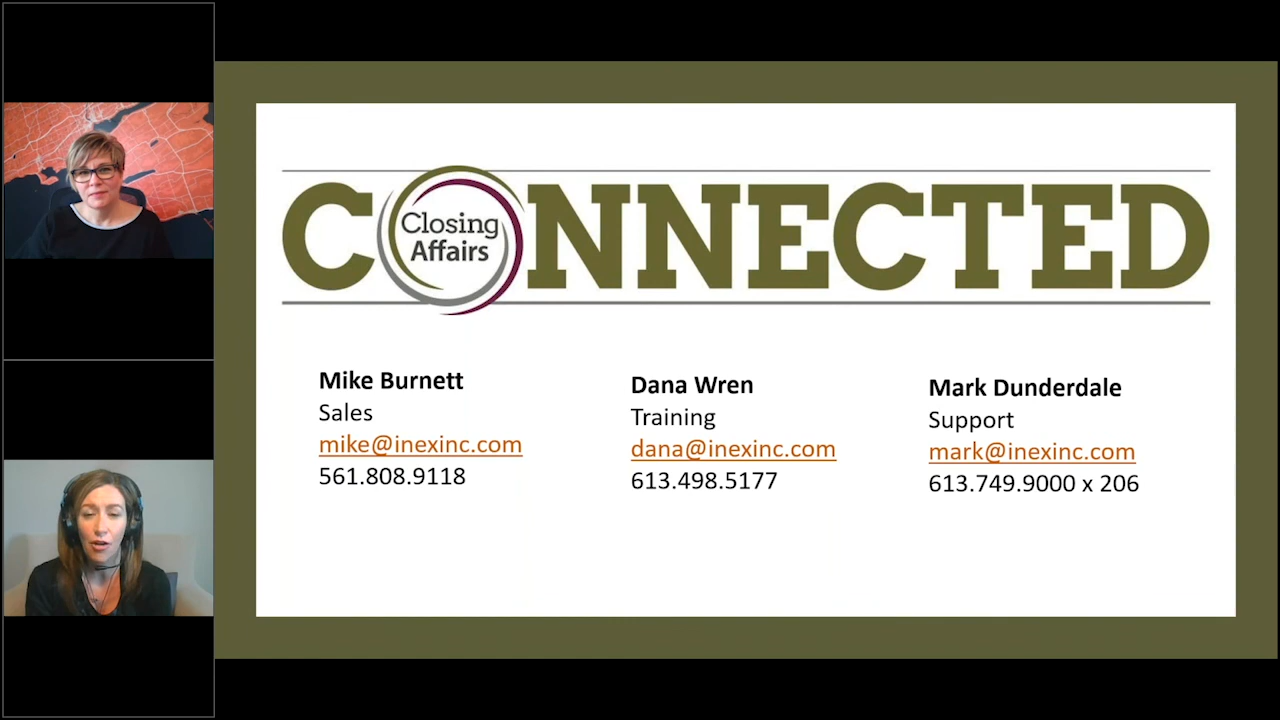 CONNECTED
Closing
Affairs
Mike Burnett
Sales
mike@inexinc.com
561.808.9118
Dana Wren
Training
dana@inexinc.com
613.498.5177
Mark Dunderdale
Support
mark@inexinc.com
613.749.9000 x 206